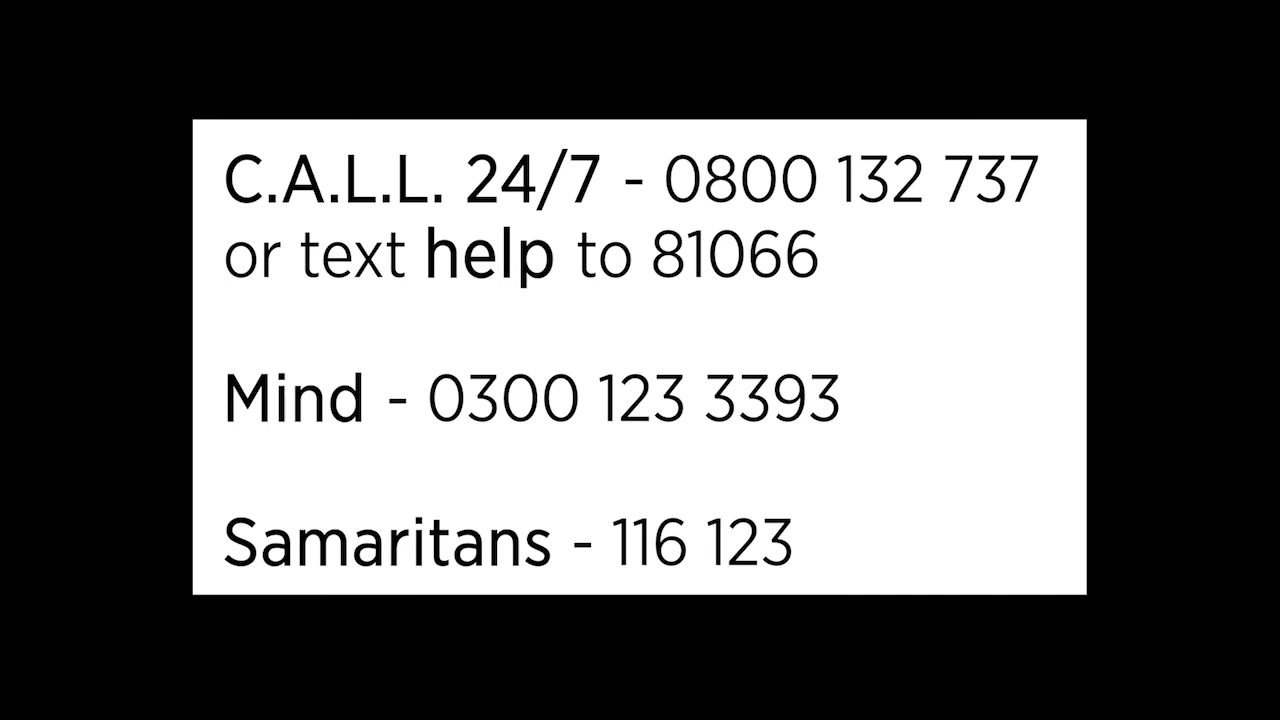 C.A.L.L. 24/7 - 0800 132 737
or text help to 81066
Mind - 0300 123 3393
Samaritans - 116 123